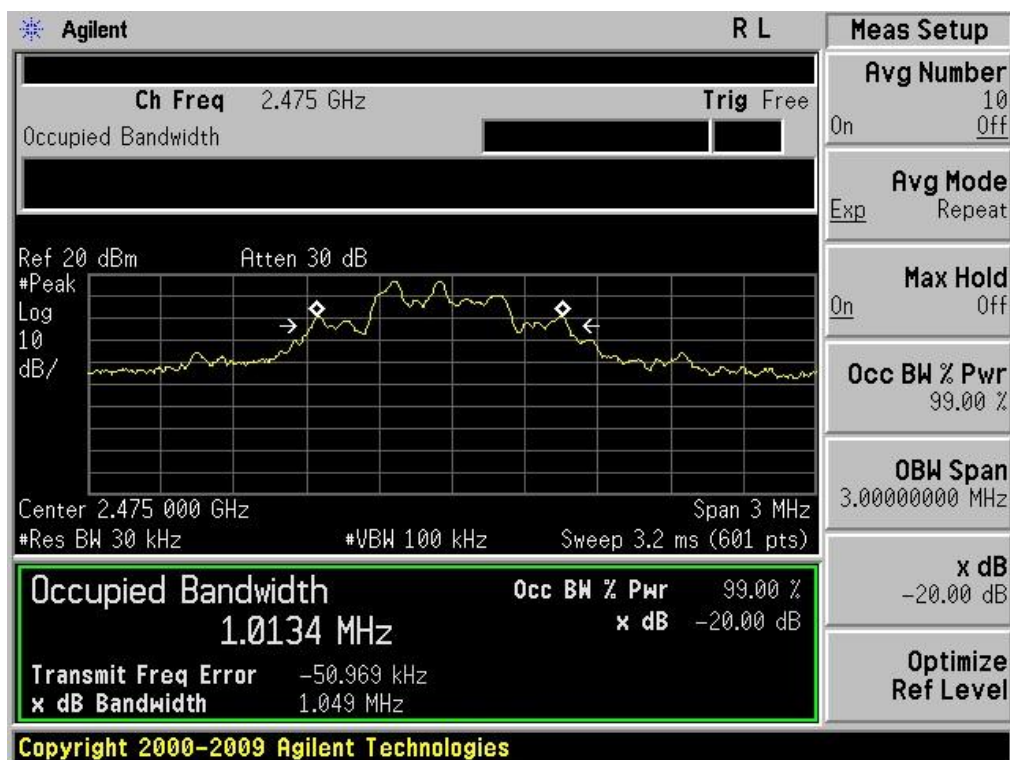 Agilent R L
Ch Freq 2.475 GHz Trig Free
Occupied Bandwidth
Ref 20 dBm Atten 30 dB
#Peak
Log
10
dB/
Center 2.475 000 GHz Span 3 MHz
#Res BW 30 kHz #VBW 100 kHz Sweep 3.2 ms (601 pts)
Occupied Bandwidth Occ BW % Pwr 99.00 %
1.0134 MHz x dB -20.00 dB
Transmit Freq Error -50.969 kHz
x dB Bandwidth 1.049 MHz
Copyright 2000-2009 Agilent Technologies
Meas Setup
Avg Number
10
On Off
Avg Mode
Exp Repeat
Max Hold
On Off
Occ BW % Pwr
99.00 %
OBW Span
3.00000000 MHz
x dB
-20.00 dB
Optimize
Ref Level